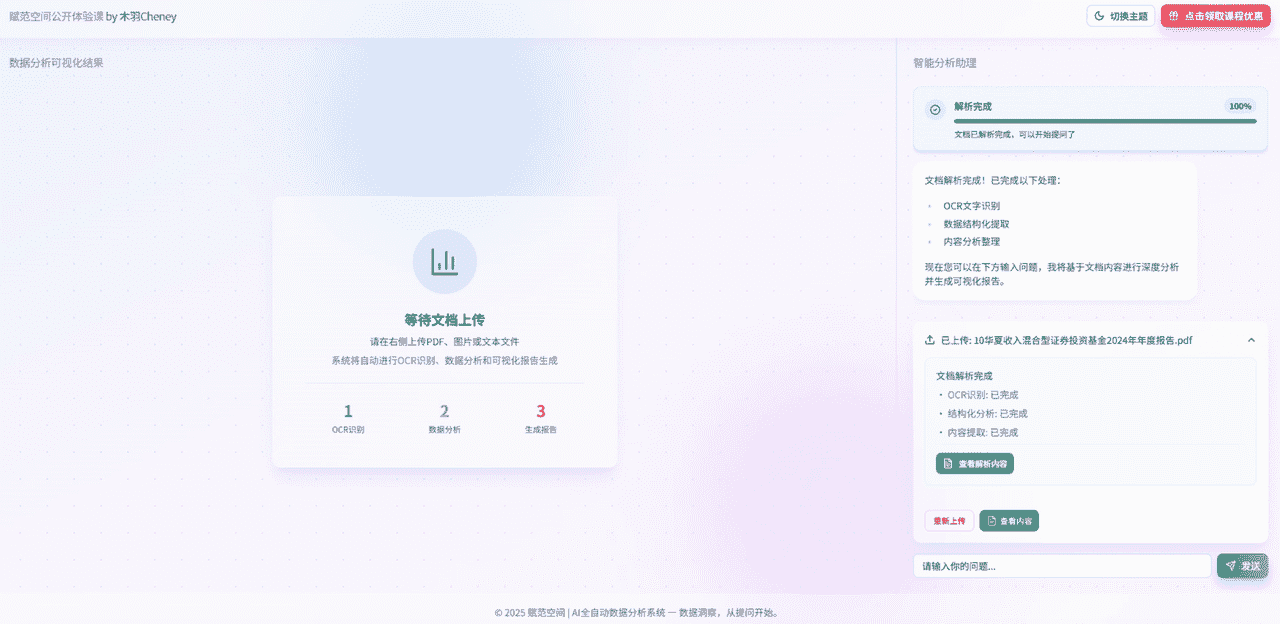 赋范空间公开体验课 by 木羽Cheney
切换主题
点击领取课程优惠
数据分析可视化结果
等待文档上传
请在右侧上传PDF、图片或文本文件
系统将自动进行OCR识别、数据分析和可视化报告生成
1 2 3
OCR识别 数据分析 生成报告
智能分析助理
解析完成 100%
文档已解析完成，可以开始提问了
文档解析完成！已完成以下处理：
OCR文字识别
数据结构化提取
内容分析整理
现在您可以在下方输入问题，我将基于文档内容进行深度分析
并生成可视化报告。
已上传: 10华夏收入混合型证券投资基金2024年年度报告.pdf
文档解析完成
• OCR识别: 已完成
• 结构化分析: 已完成
• 内容提取: 已完成
查看解析内容
重新上传 查看内容
请输入你的问题... 发送
© 2025 赋范空间 | AI全自动数据分析系统 — 数据洞察，从提问开始。